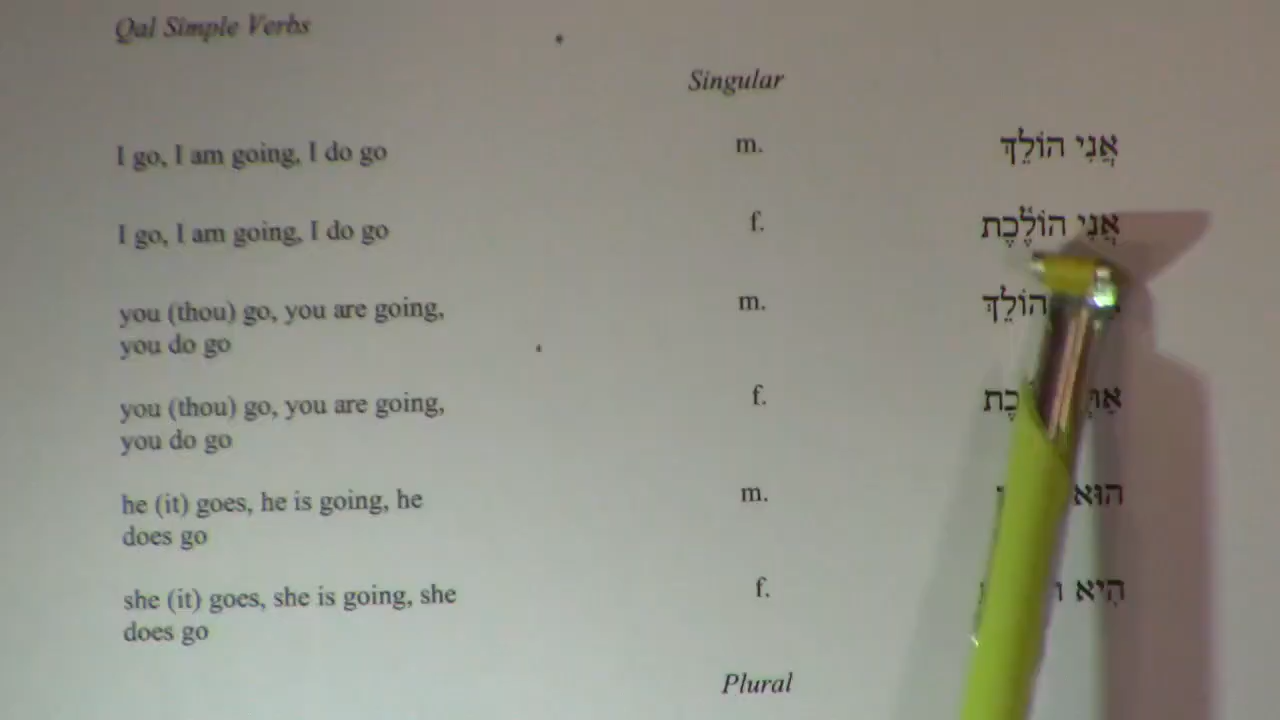 Qal Simple Verbs
Singular
I go, I am going, I do go m. אֲנִי הוֹלֵךְ
I go, I am going, I do go f. אֲנִי הוֹלֶ֫כֶת
you (thou) go, you are going, m. הוֹלֵךְ
you do go
you (thou) go, you are going, f.
you do go
he (it) goes, he is going, he m. הוּא
does go
she (it) goes, she is going, she f. הִיא
does go
Plural